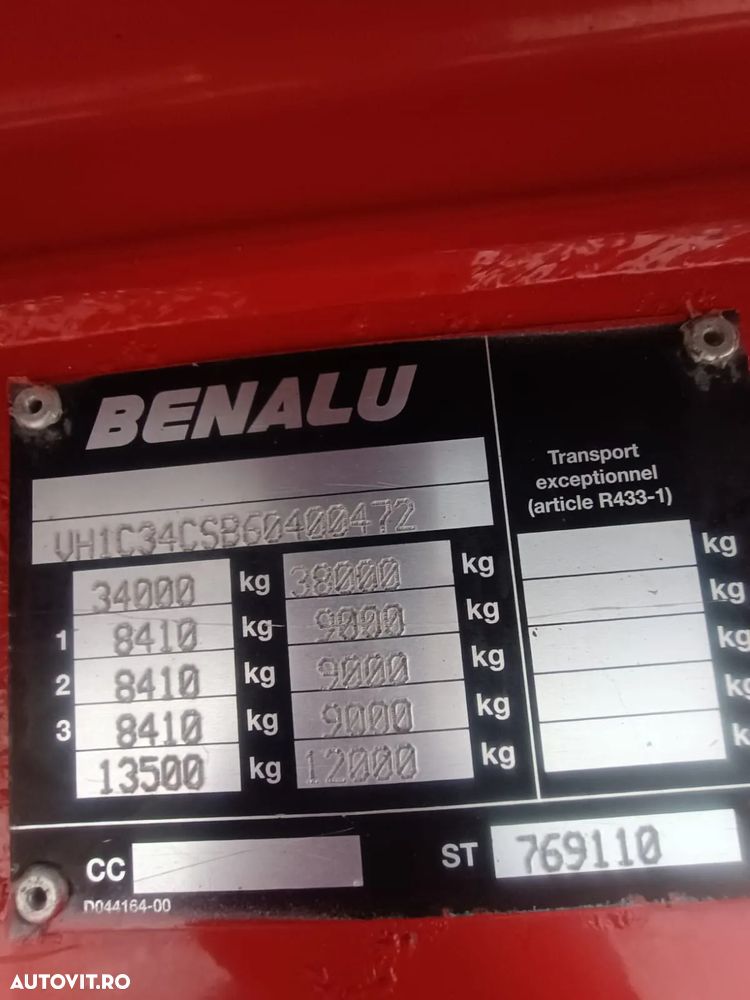 BENALU
Transport
exceptionnel
(article R433-1)
VH1C34CSB60400472
34000 kg 38000 kg kg
1 8410 kg 9000 kg kg
2 8410 kg 9000 kg kg
3 8410 kg 9000 kg kg
13500 kg 12000 kg k
CC ST 769110
D044164-00
AUTOVIT.RO